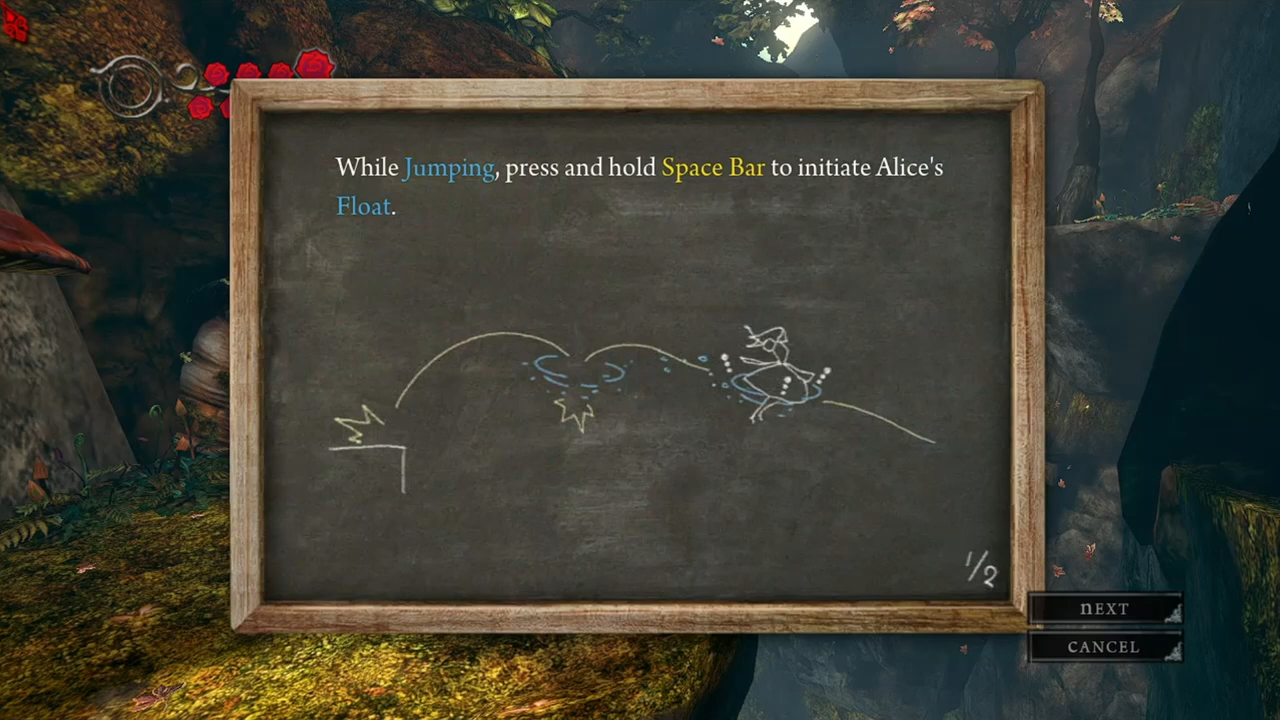 While Jumping, press and hold Space Bar to initiate Alice's
Float.
1/2
NEXT
CANCEL